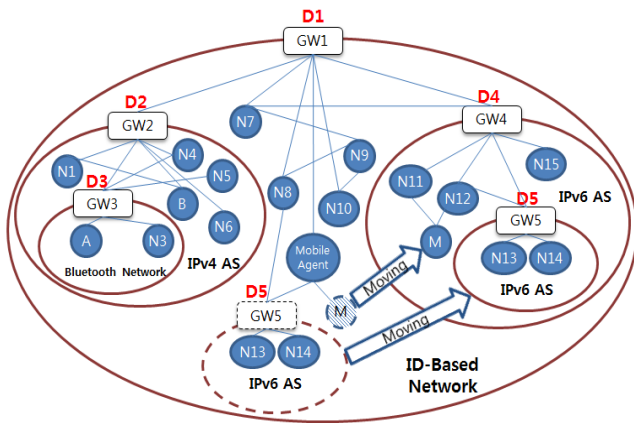 D1
GW1
D2
GW2
N7
D4
GW4
N1
N4
N5
N9
N15
D3
GW3
B
N8
N11
N12
IPv6 AS
N10
D5
GW5
N6
A
N3
M
Bluetooth Network
IPv4 AS
Mobile Agent
N13
N14
IPv6 AS
Moving
D5
GW5
M
Moving
N13
N14
IPv6 AS
ID-Based
Network